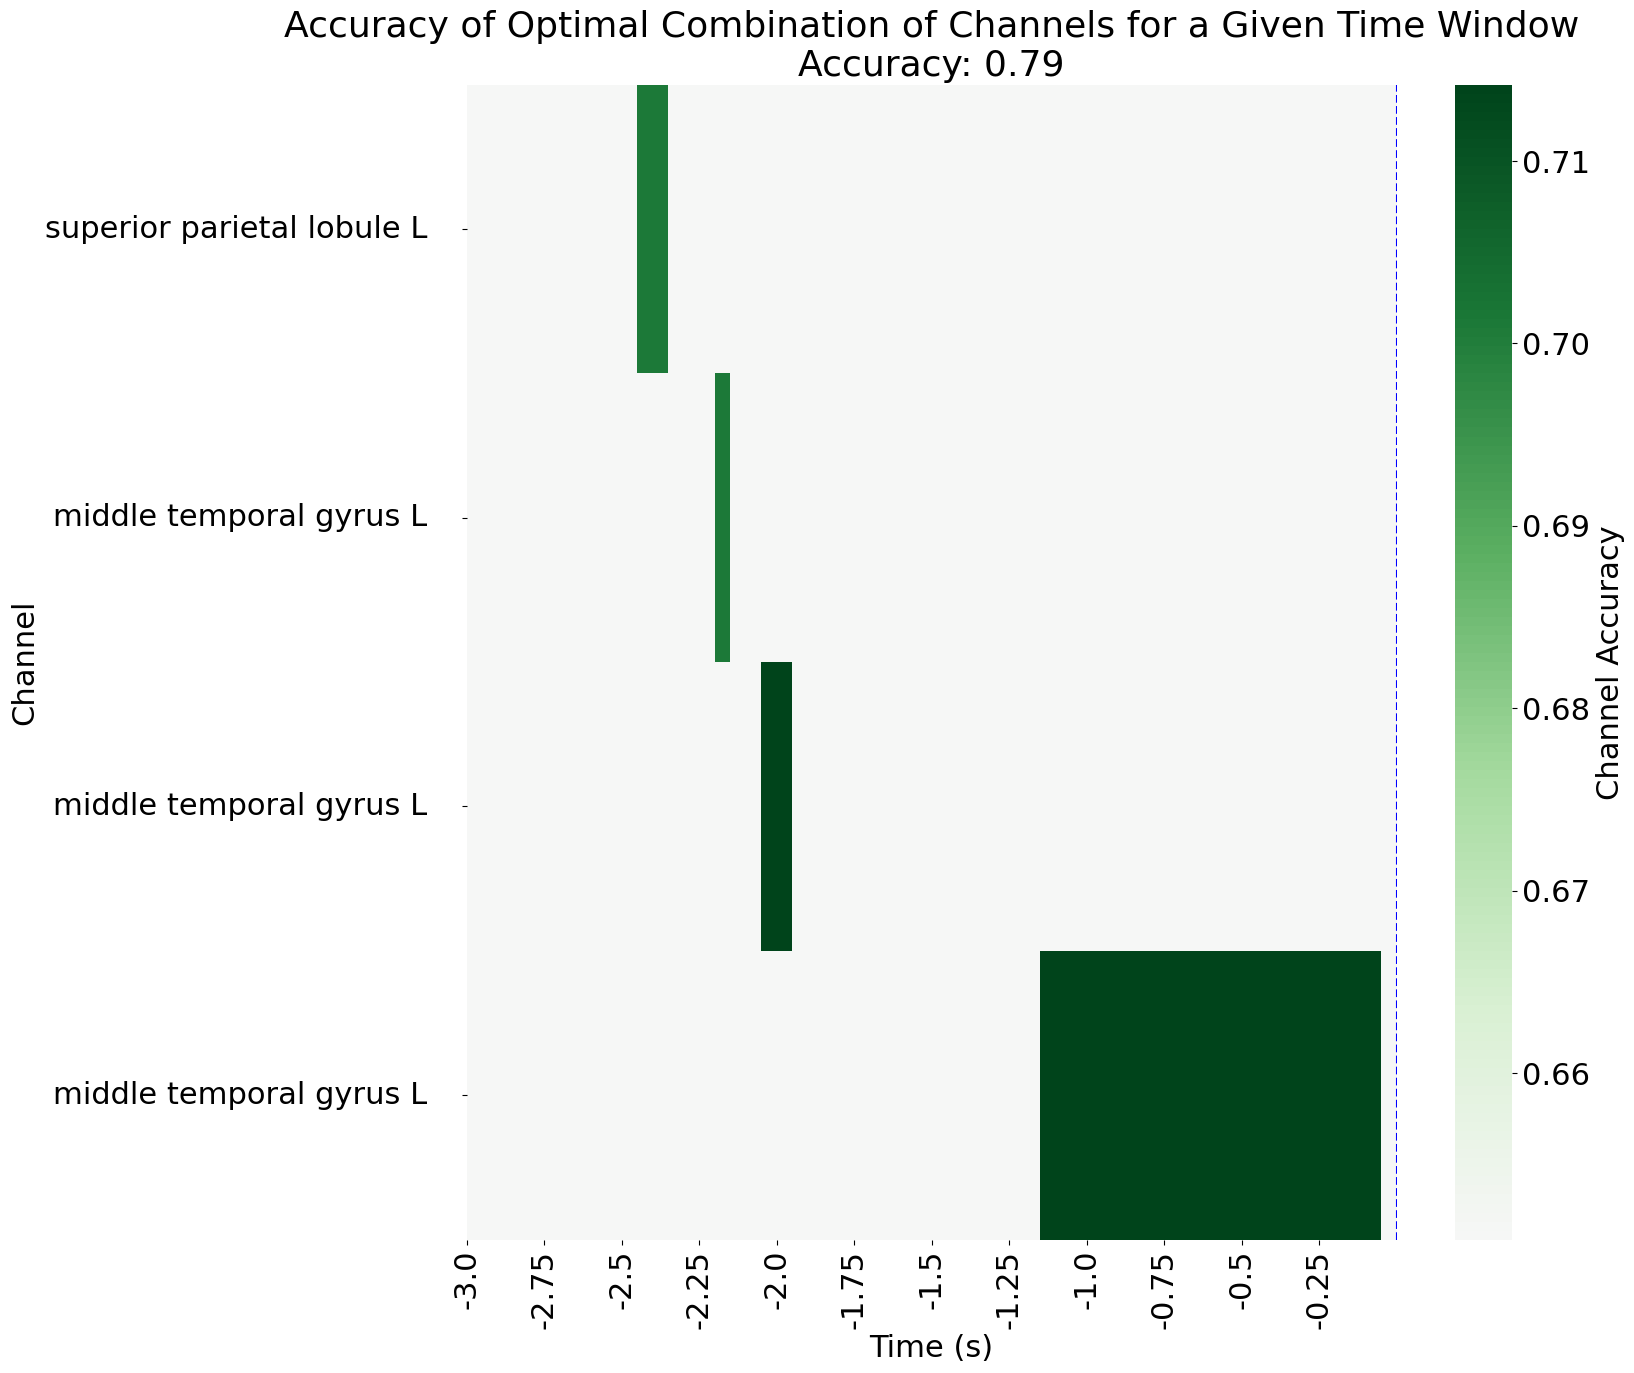 Accuracy of Optimal Combination of Channels for a Given Time Window
Accuracy: 0.79
Channel
superior parietal lobule L
middle temporal gyrus L
middle temporal gyrus L
middle temporal gyrus L
-3.0
-2.75
-2.5
-2.25
-2.0
-1.75
-1.5
-1.25
-1.0
-0.75
-0.5
-0.25
Time (s)
0.71
0.70
0.69
0.68
0.67
0.66
Channel Accuracy